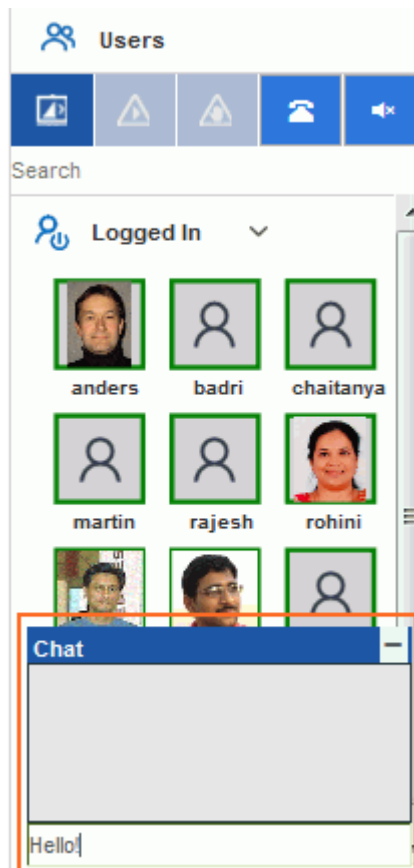 Users
Search
Logged In
anders badri chaitanya
martin rajesh rohini
Chat
Hello!